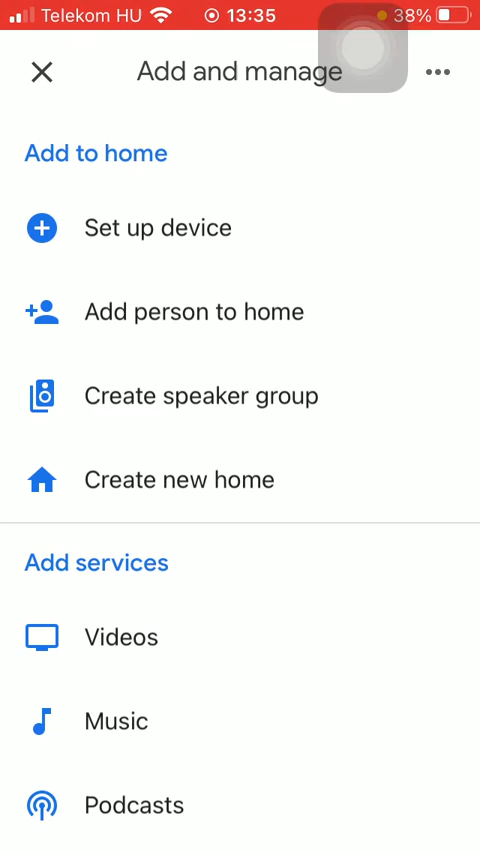 Telekom HU 13:35 38%
Add and manage
Add to home
Set up device
Add person to home
Create speaker group
Create new home
Add services
Videos
Music
Podcasts